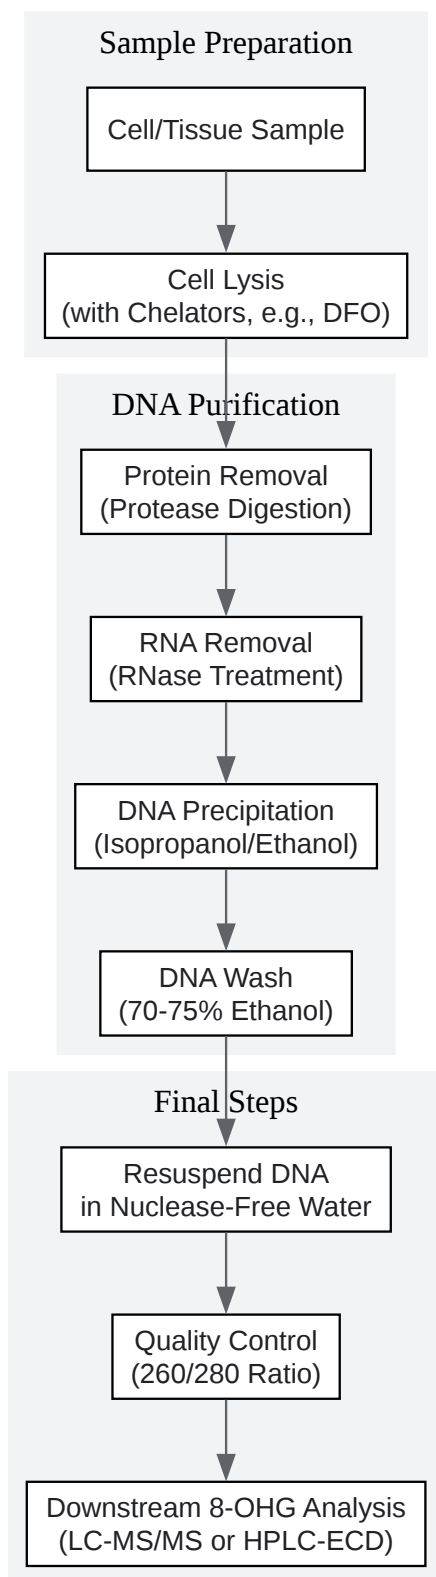 Sample Preparation
Cell/Tissue Sample
Cell Lysis
(with Chelators, e.g., DFO)
DNA Purification
Protein Removal
(Protease Digestion)
RNA Removal
(RNase Treatment)
DNA Precipitation
(Isopropanol/Ethanol)
DNA Wash
(70-75% Ethanol)
Final Steps
Resuspend DNA
in Nuclease-Free Water
Quality Control
(260/280 Ratio)
Downstream 8-OHG Analysis
(LC-MS/MS or HPLC-ECD)